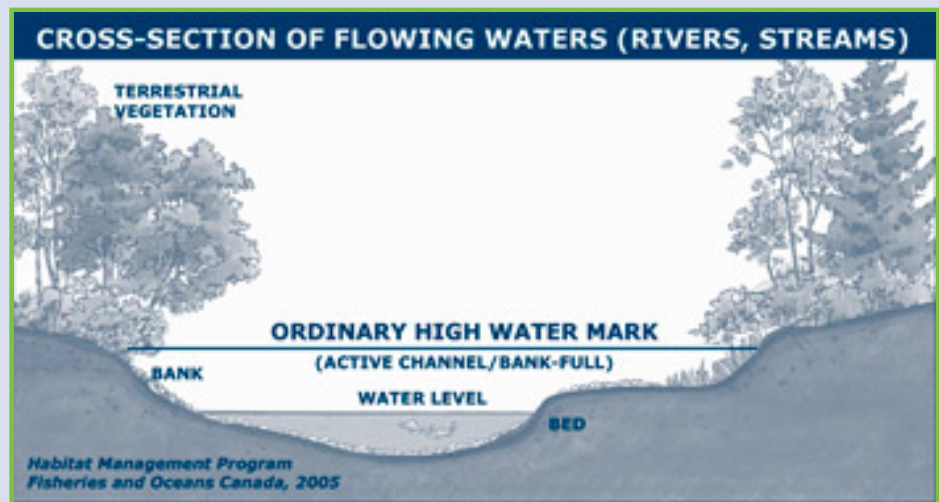 CROSS-SECTION OF FLOWING WATERS (RIVERS, STREAMS)
TERRESTRIAL
VEGETATION
ORDINARY HIGH WATER MARK
(ACTIVE CHANNEL/BANK-FULL)
BANK
WATER LEVEL
BED
Habitat Management Program
Fisheries and Oceans Canada, 2005